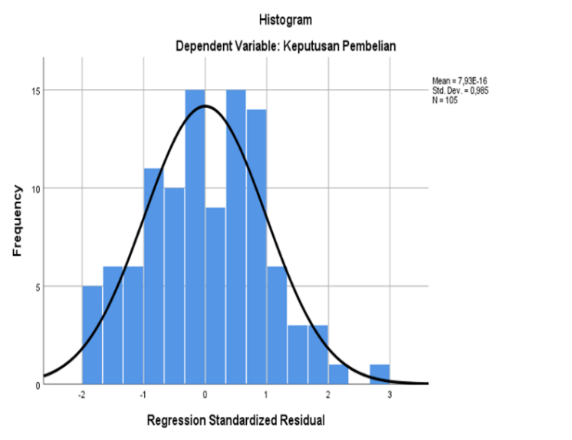 Histogram
Dependent Variable: Keputusan Pembelian
Mean = 7,93E-16
Std. Dev. = 0,985
N = 105
Frequency
15
10
5
0
-2 -1 0 1 2 3
Regression Standardized Residual